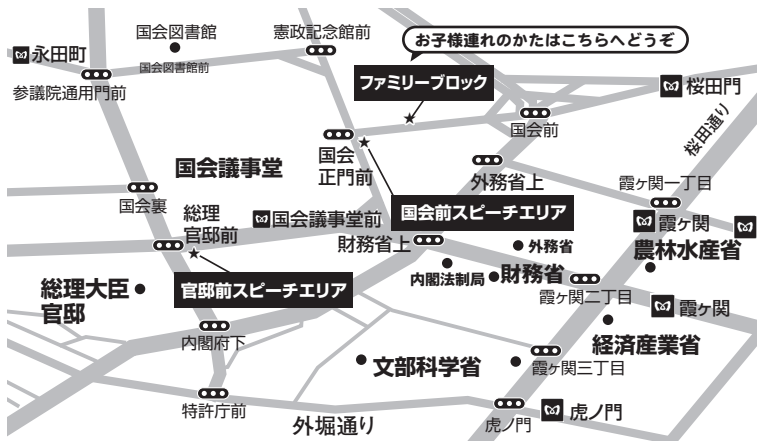 国会図書館
憲政記念館前
お子様連れのかたはこちらへどうぞ
永田町
国会図書館前
参議院通用門前
ファミリーブロック
桜田門
国会前
桜田通り
国会
正門前
国会議事堂
外務省上
霞ヶ関一丁目
国会裏
総理
官邸前
国会議事堂前
国会前スピーチエリア
霞ヶ関
財務省上
外務省
農林水産省
内閣法制局
財務省
総理大臣
官邸
官邸前スピーチエリア
霞ヶ関二丁目
霞ヶ関
内閣府下
経済産業省
文部科学省
霞ヶ関三丁目
特許庁前
外堀通り
虎ノ門
虎ノ門